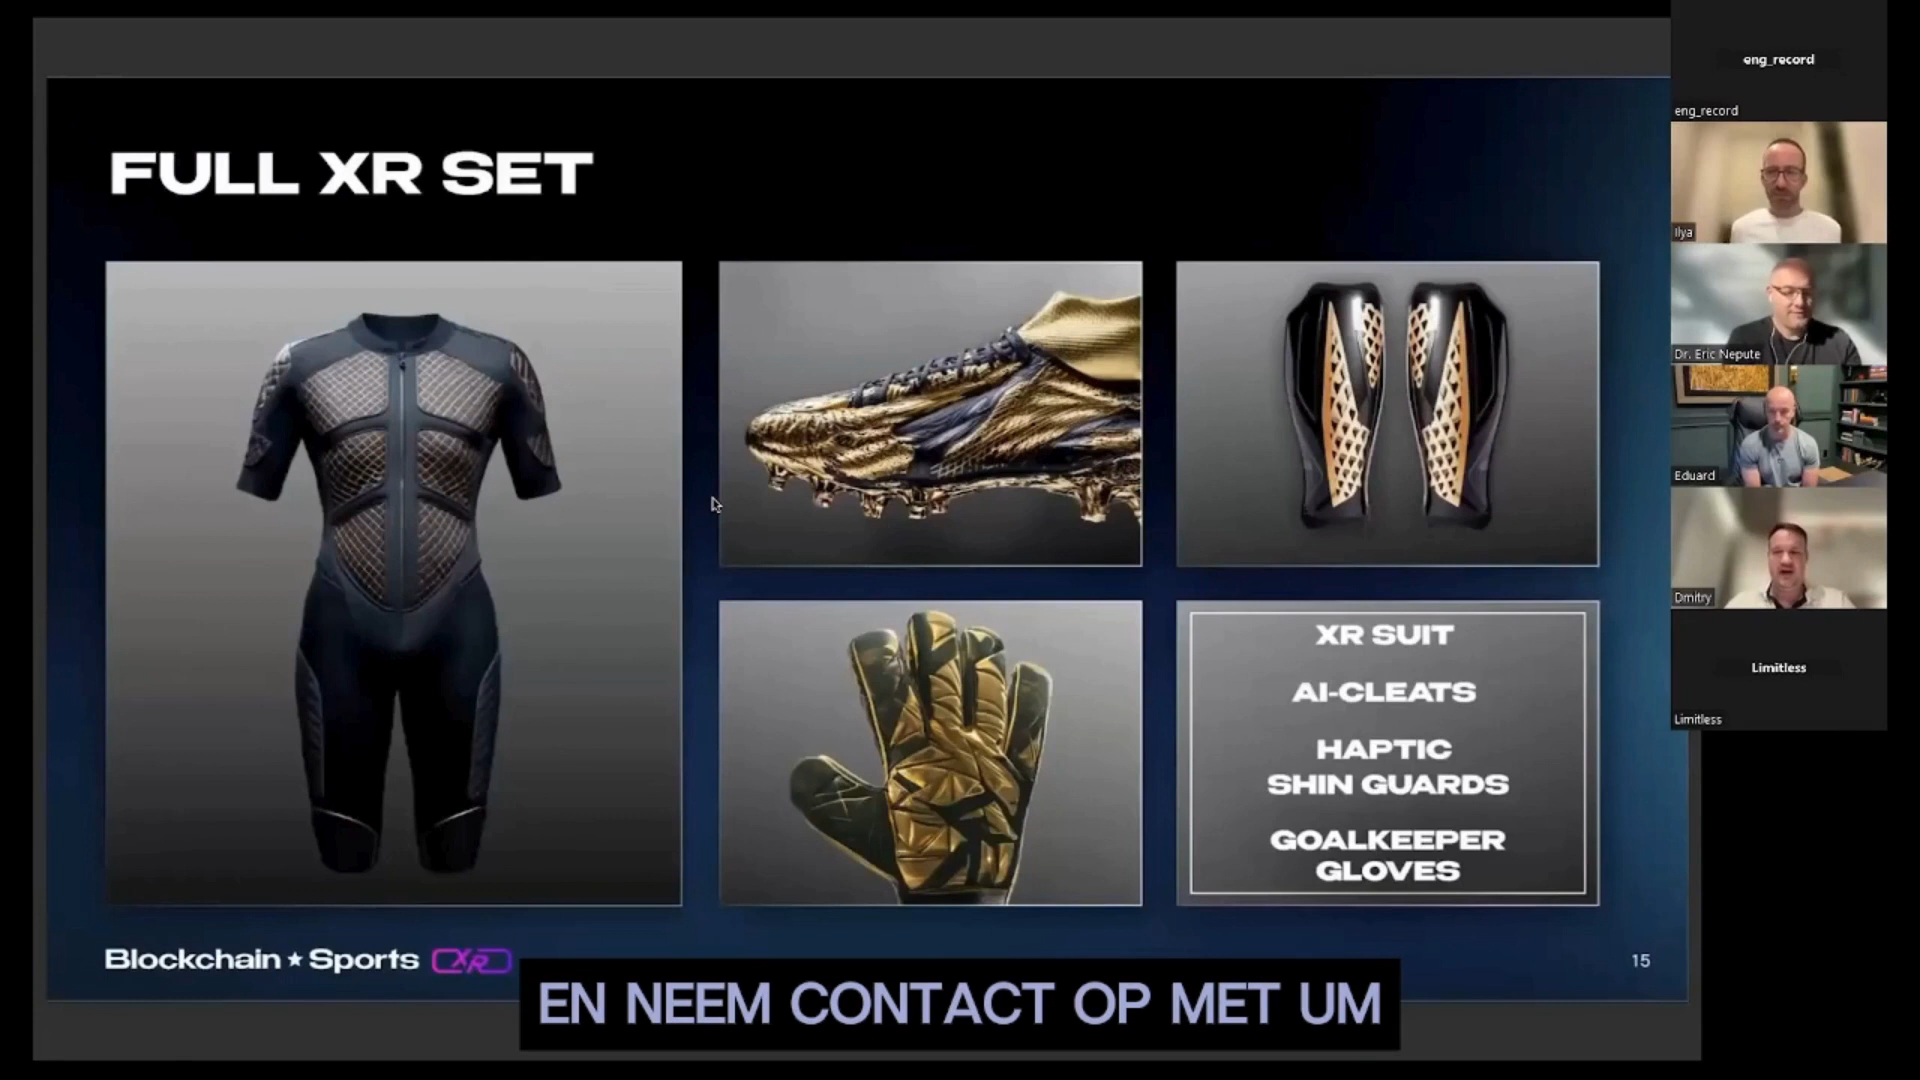 FULL XR SET
XR SUIT
AI-CLEATS
HAPTIC
SHIN GUARDS
GOALKEEPER
GLOVES
Blockchain ★ Sports XR
15
EN NEEM CONTACT OP MET UM
eng_record
eng_record
Ilya
Dr. Eric Nepute
Eduard
Dmitry
Limitless
Limitless